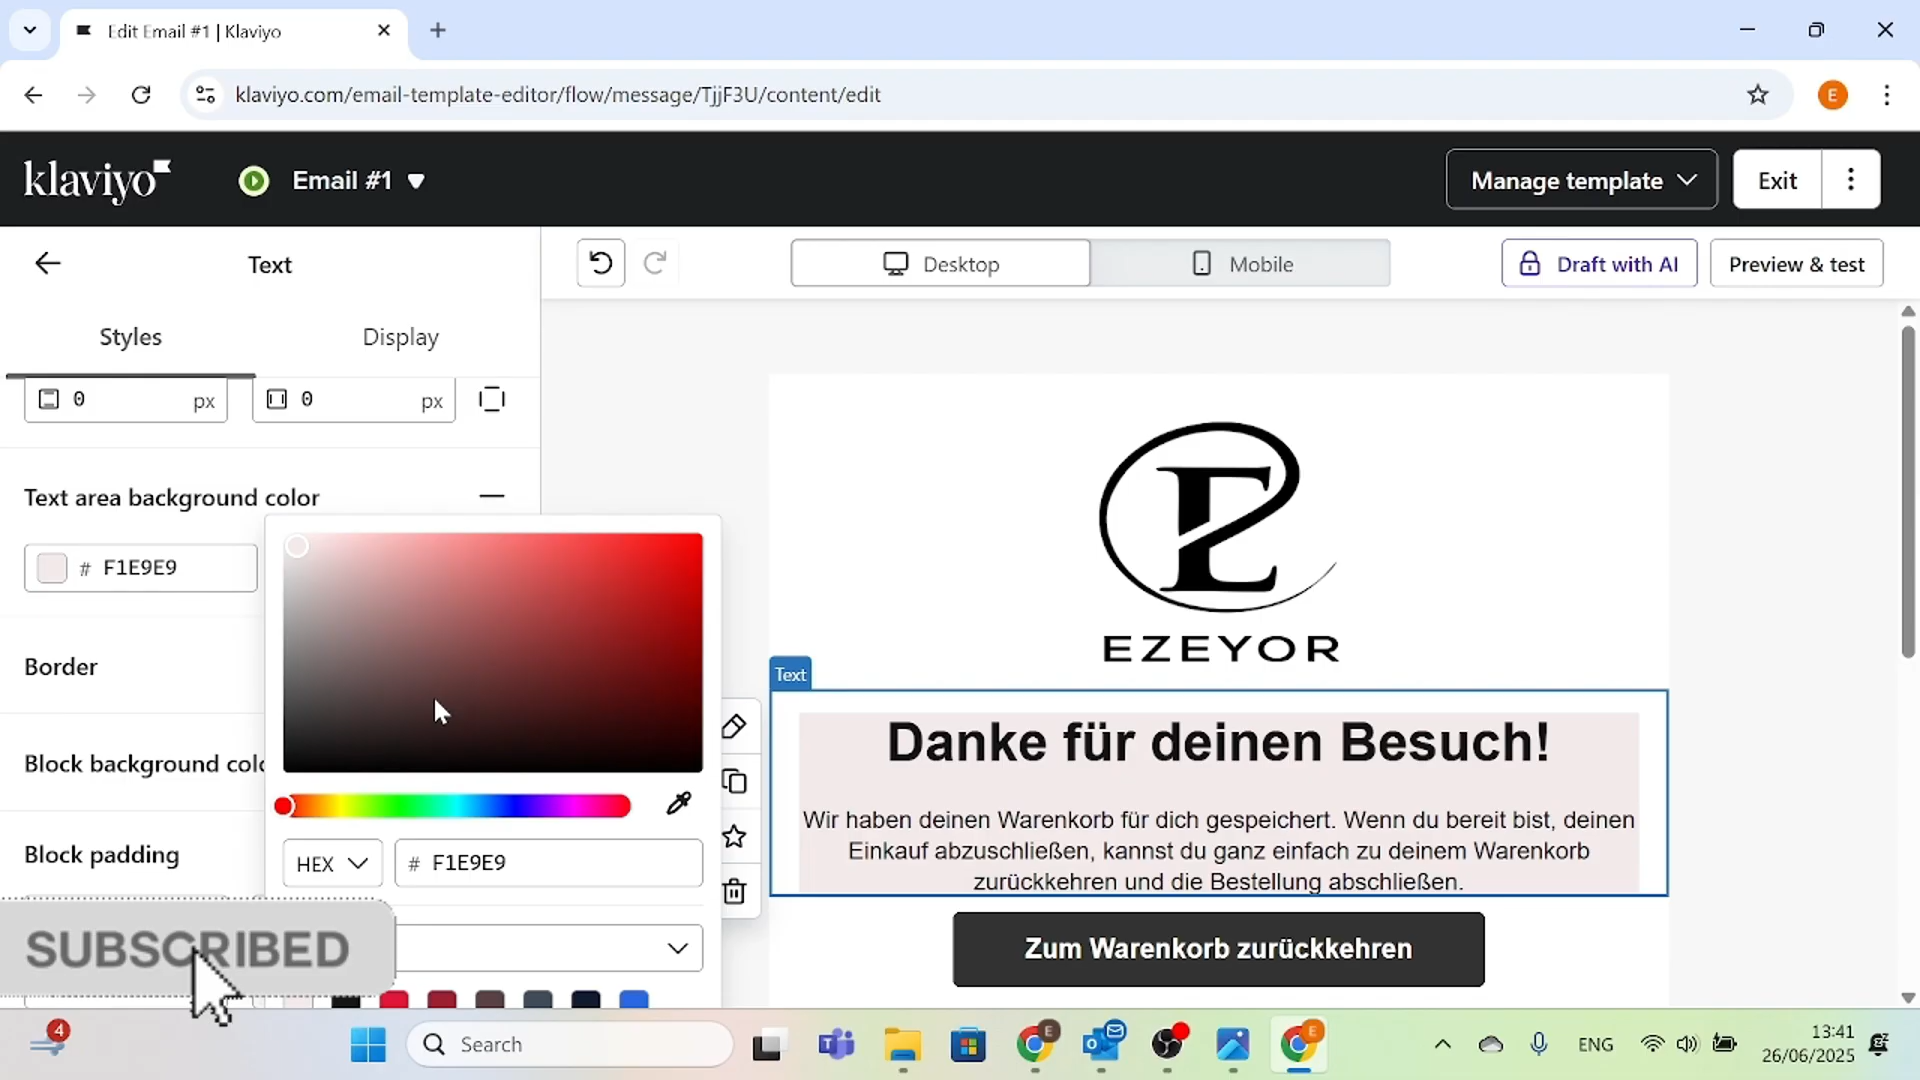 Edit Email #1 | Klaviyo
klaviyo.com/email-template-editor/flow/message/TjjF3U/content/edit
E
klaviyo
Email #1
Manage template
Exit
Text
Desktop
Mobile
Draft with AI
Preview & test
Styles
Display
0 px
0 px
Text area background color
# F1E9E9
Border
Block background colo
Block padding
HEX
# F1E9E9
EZEYOR
Text
Danke für deinen Besuch!
Wir haben deinen Warenkorb für dich gespeichert. Wenn du bereit bist, deinen
Einkauf abzuschließen, kannst du ganz einfach zu deinem Warenkorb
zurückkehren und die Bestellung abschließen.
Zum Warenkorb zurückkehren
SUBSCRIBED
4
Search
ENG
13:41
26/06/2025